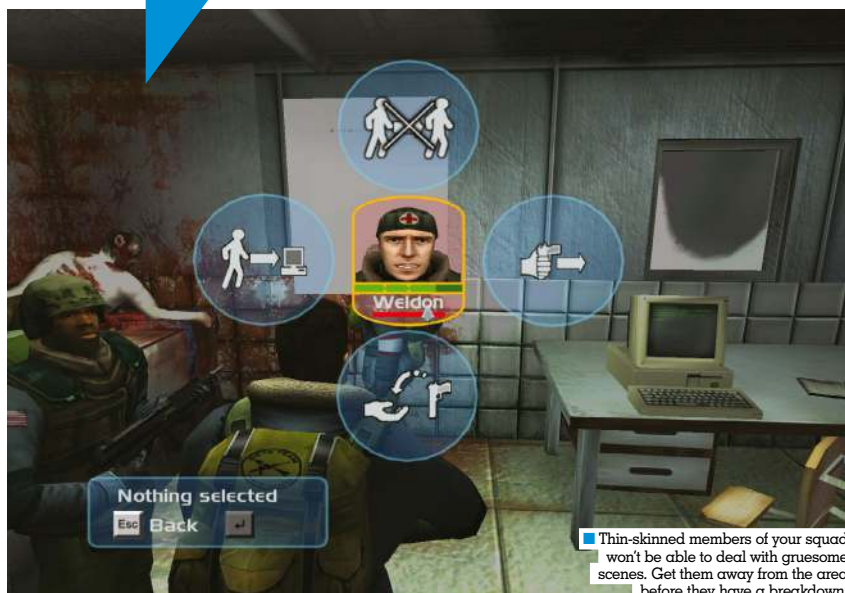 Weldon
Nothing selected
Esc Back
Thin-skinned members of your squad
won't be able to deal with gruesome
scenes. Get them away from the area
before they have a breakdown.